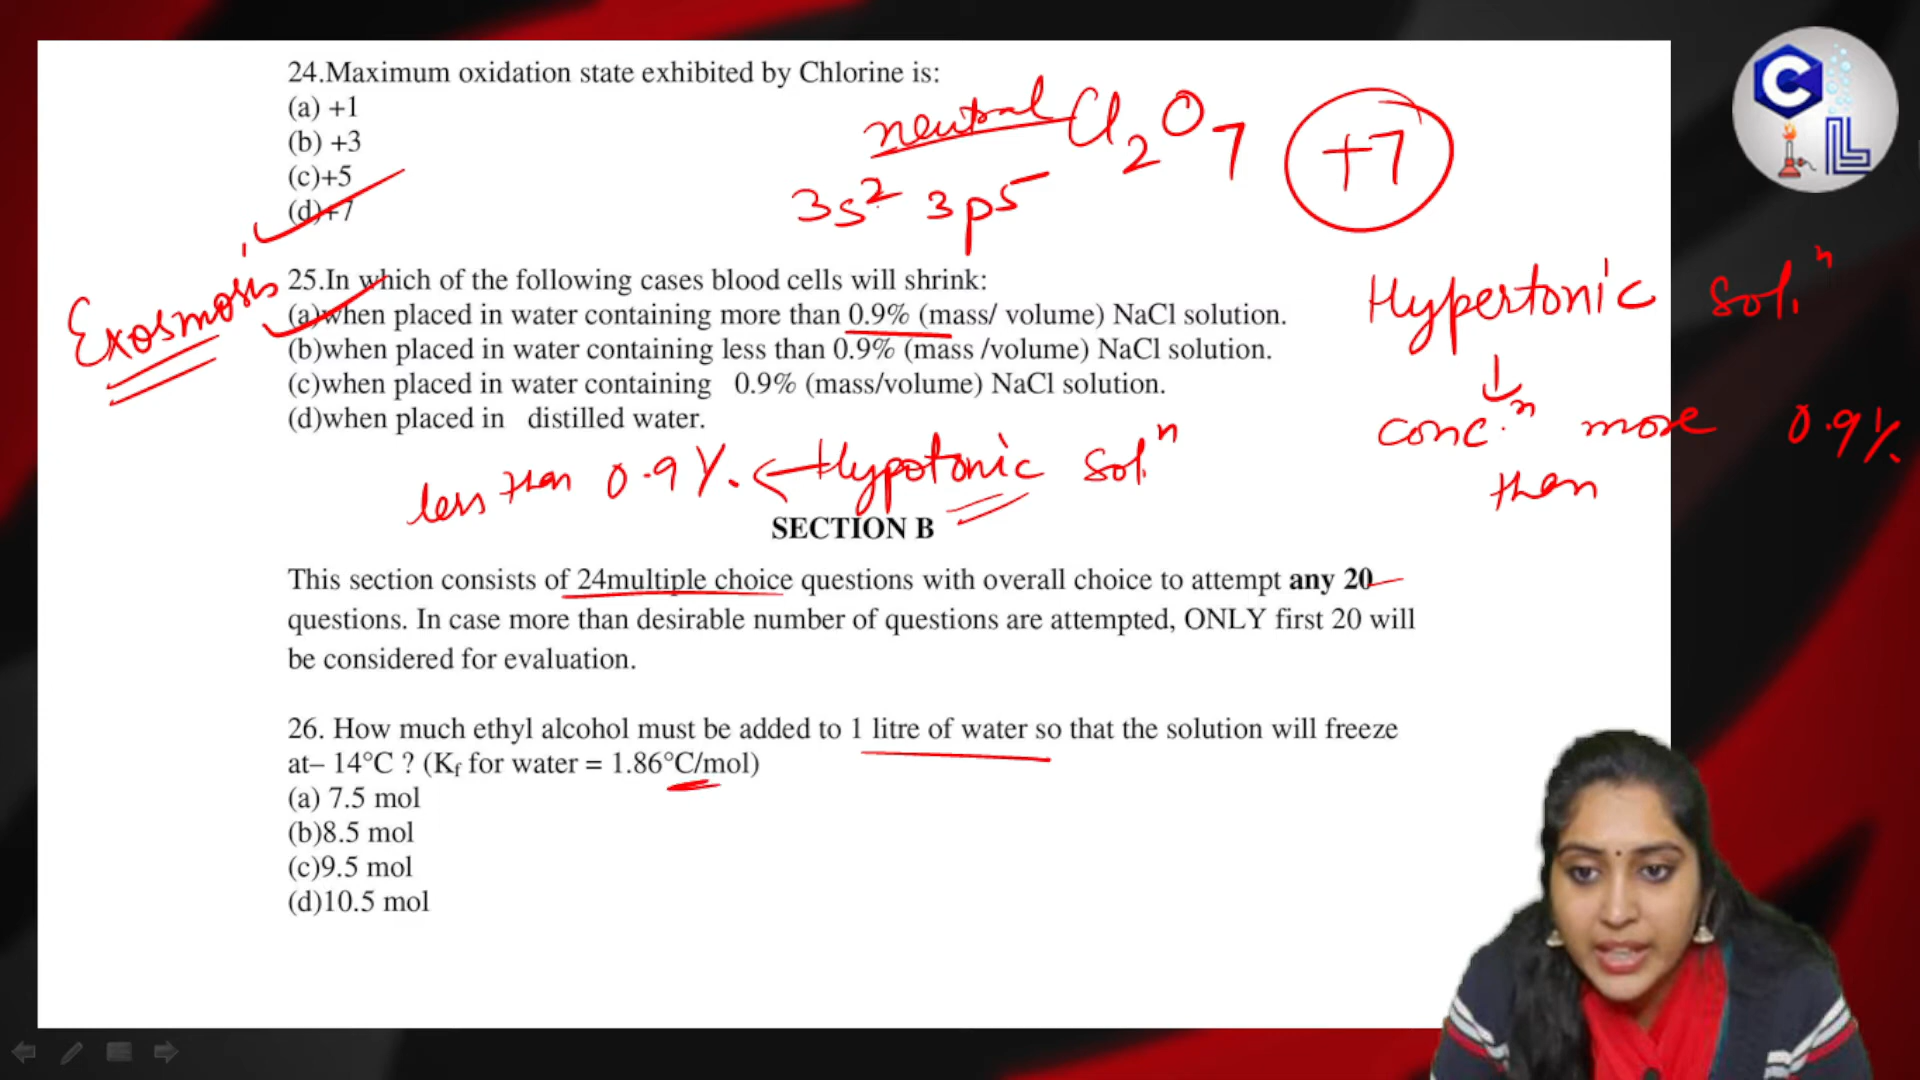 24.Maximum oxidation state exhibited by Chlorine is:
(a) +1
(b) +3
(c)+5
(d)+7
neutral Cl2O7 +7
3s2 3p5
Exosmosis
25.In which of the following cases blood cells will shrink:
(a)when placed in water containing more than 0.9% (mass/ volume) NaCl solution.
(b)when placed in water containing less than 0.9% (mass /volume) NaCl solution.
(c)when placed in water containing 0.9% (mass/volume) NaCl solution.
(d)when placed in distilled water.
Hypertonic Sol.n
conc.n more 0.9%.
then
less then 0.9%. ← Hypotonic Sol.n
SECTION B
This section consists of 24multiple choice questions with overall choice to attempt any 20
questions. In case more than desirable number of questions are attempted, ONLY first 20 will
be considered for evaluation.
26. How much ethyl alcohol must be added to 1 litre of water so that the solution will freeze
at– 14°C ? (Kf for water = 1.86°C/mol)
(a) 7.5 mol
(b)8.5 mol
(c)9.5 mol
(d)10.5 mol
C L